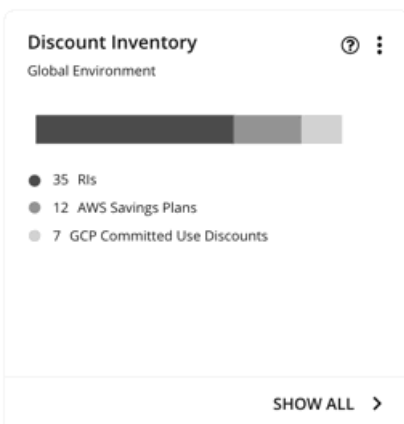 Discount Inventory
Global Environment
35 RIs
12 AWS Savings Plans
7 GCP Committed Use Discounts
SHOW ALL